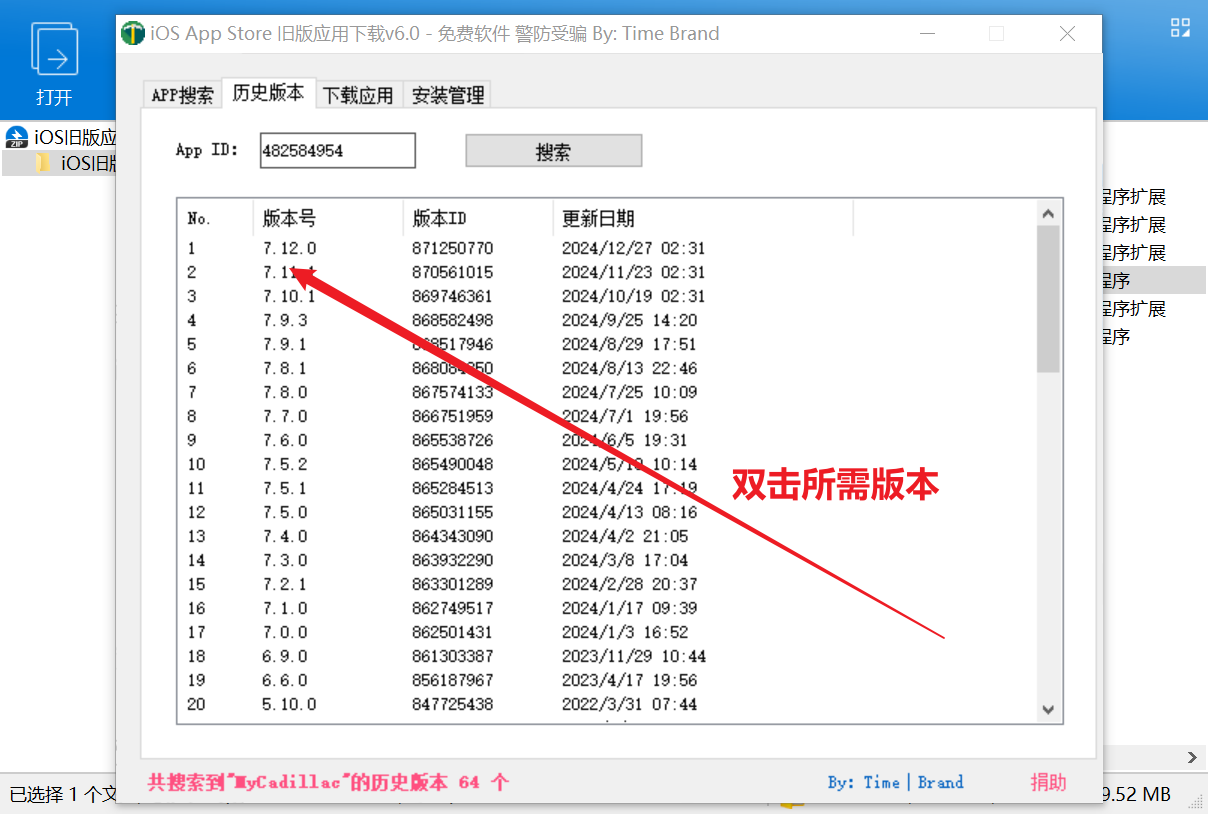 iOS App Store 旧版应用下载v6.0 - 免费软件 警防受骗 By: Time Brand
打开
APP搜索 历史版本 下载应用 安装管理
iOS旧版应
iOS旧版
App ID: 482584954 搜索
No. 版本号 版本ID 更新日期
1 7.12.0 871250770 2024/12/27 02:31
2 7.11.1 870561015 2024/11/23 02:31
3 7.10.1 869746361 2024/10/19 02:31
4 7.9.3 868582498 2024/9/25 14:20
5 7.9.1 868517946 2024/8/29 17:51
6 7.8.1 2024/8/13 22:46
7 7.8.0 867574133 2024/7/25 10:09
8 7.7.0 866751959 2024/7/1 19:56
9 7.6.0 865538726 2024/6/5 19:31
10 7.5.2 865490048 10:14
11 7.5.1 865284513 2024/4/24 17:19
12 7.5.0 865031155 2024/4/13 08:16
13 7.4.0 864343090 2024/4/2 21:05
14 7.3.0 863932290 2024/3/8 17:04
15 7.2.1 863301289 2024/2/28 20:37
16 7.1.0 862749517 2024/1/17 09:39
17 7.0.0 862501431 2024/1/3 16:52
18 6.9.0 861303387 2023/11/29 10:44
19 6.6.0 856187967 2023/4/17 19:56
20 5.10.0 847725438 2022/3/31 07:44
双击所需版本
程序扩展
程序扩展
程序扩展
程序
程序扩展
程序
共搜索到"MyCadillac"的历史版本 64 个 By: Time|Brand 捐助
已选择 1 个文 9.52 MB
ZIP